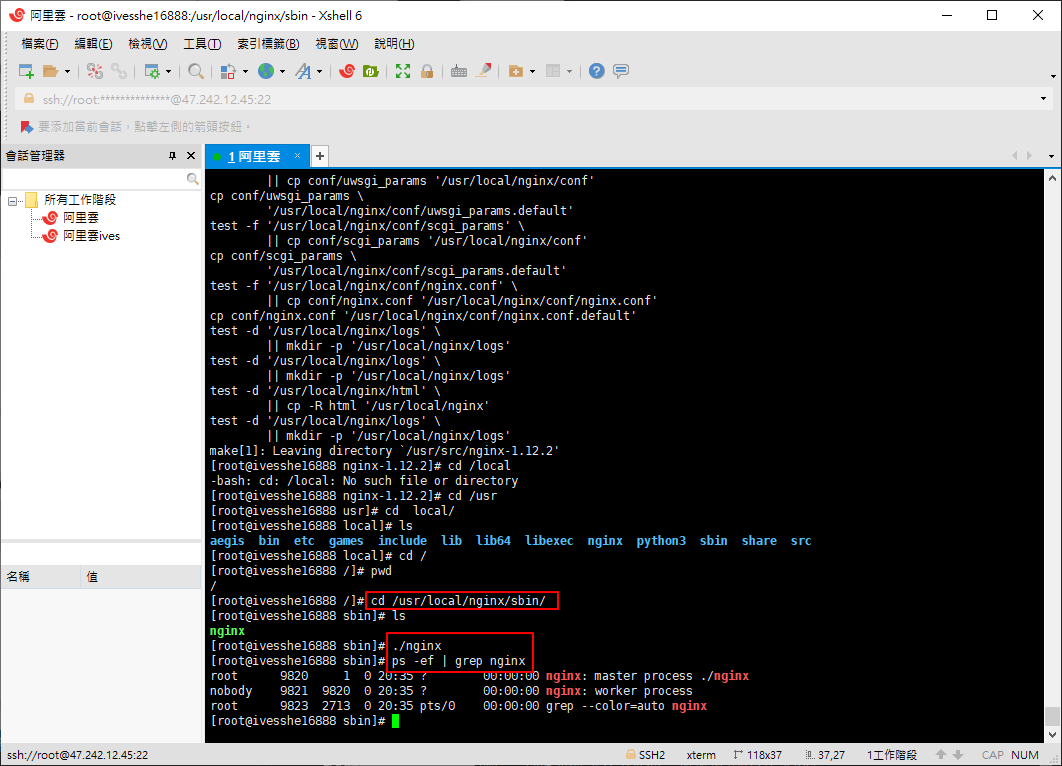 阿里雲 - root@ivesshe16888:/usr/local/nginx/sbin - Xshell 6
檔案(F) 編輯(E) 檢視(V) 工具(T) 索引標籤(B) 視窗(W) 說明(H)
ssh://root:**************@47.242.12.45:22
要添加當前會話，點擊左側的箭頭按鈕。
會話管理器
1 阿里雲
所有工作階段
阿里雲
阿里雲ives
名稱 值
|| cp conf/uwsgi_params '/usr/local/nginx/conf'
cp conf/uwsgi_params \
'/usr/local/nginx/conf/uwsgi_params.default'
test -f '/usr/local/nginx/conf/scgi_params' \
|| cp conf/scgi_params '/usr/local/nginx/conf'
cp conf/scgi_params \
'/usr/local/nginx/conf/scgi_params.default'
test -f '/usr/local/nginx/conf/nginx.conf' \
|| cp conf/nginx.conf '/usr/local/nginx/conf/nginx.conf'
cp conf/nginx.conf '/usr/local/nginx/conf/nginx.conf.default'
test -d '/usr/local/nginx/logs' \
|| mkdir -p '/usr/local/nginx/logs'
test -d '/usr/local/nginx/logs' \
|| mkdir -p '/usr/local/nginx/logs'
test -d '/usr/local/nginx/html' \
|| cp -R html '/usr/local/nginx'
test -d '/usr/local/nginx/logs' \
|| mkdir -p '/usr/local/nginx/logs'
make[1]: Leaving directory `/usr/src/nginx-1.12.2'
[root@ivesshe16888 nginx-1.12.2]# cd /local
-bash: cd: /local: No such file or directory
[root@ivesshe16888 nginx-1.12.2]# cd /usr
[root@ivesshe16888 usr]# cd  local/
[root@ivesshe16888 local]# ls
aegis  bin  etc  games  include  lib  lib64  libexec  nginx  python3  sbin  share  src
[root@ivesshe16888 local]# cd /
[root@ivesshe16888 /]# pwd
/
[root@ivesshe16888 /]# cd /usr/local/nginx/sbin/
[root@ivesshe16888 sbin]# ls
nginx
[root@ivesshe16888 sbin]# ./nginx
[root@ivesshe16888 sbin]# ps -ef | grep nginx
root      9820     1  0 20:35 ?        00:00:00 nginx: master process ./nginx
nobody    9821  9820  0 20:35 ?        00:00:00 nginx: worker process
root      9823  2713  0 20:35 pts/0    00:00:00 grep --color=auto nginx
[root@ivesshe16888 sbin]#
ssh://root@47.242.12.45:22 SSH2 xterm 118x37 37,27 1工作階段 CAP NUM